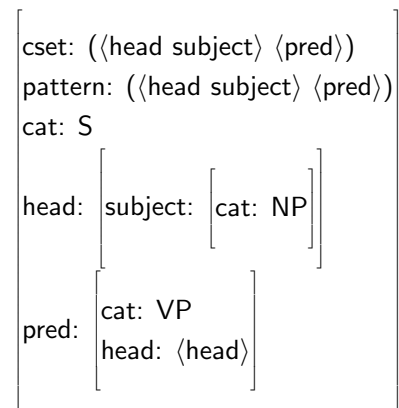 cset: (⟨head subject⟩ ⟨pred⟩)
pattern: (⟨head subject⟩ ⟨pred⟩)
cat: S
head: [subject: [cat: NP]]
pred: [cat: VP
head: ⟨head⟩]